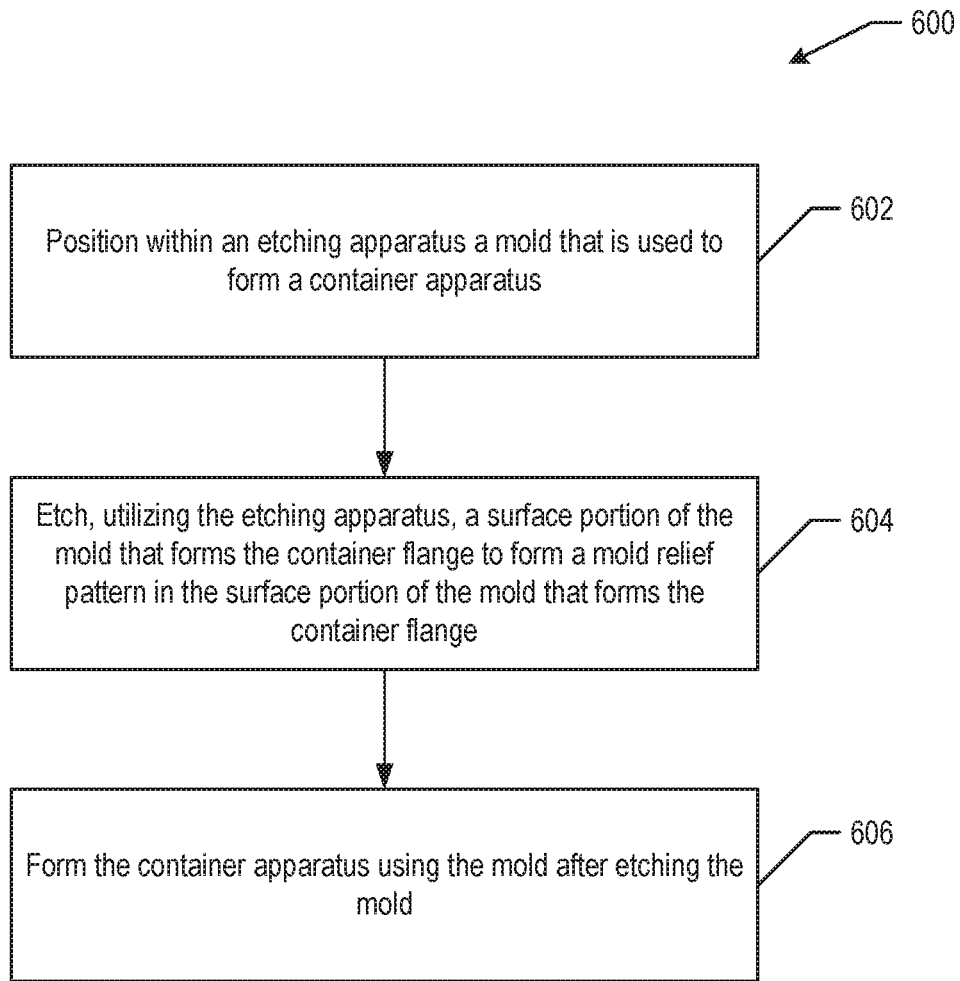 600
Position within an etching apparatus a mold that is used to
form a container apparatus
602
Etch, utilizing the etching apparatus, a surface portion of the
mold that forms the container flange to form a mold relief
pattern in the surface portion of the mold that forms the
container flange
604
Form the container apparatus using the mold after etching the
mold
606